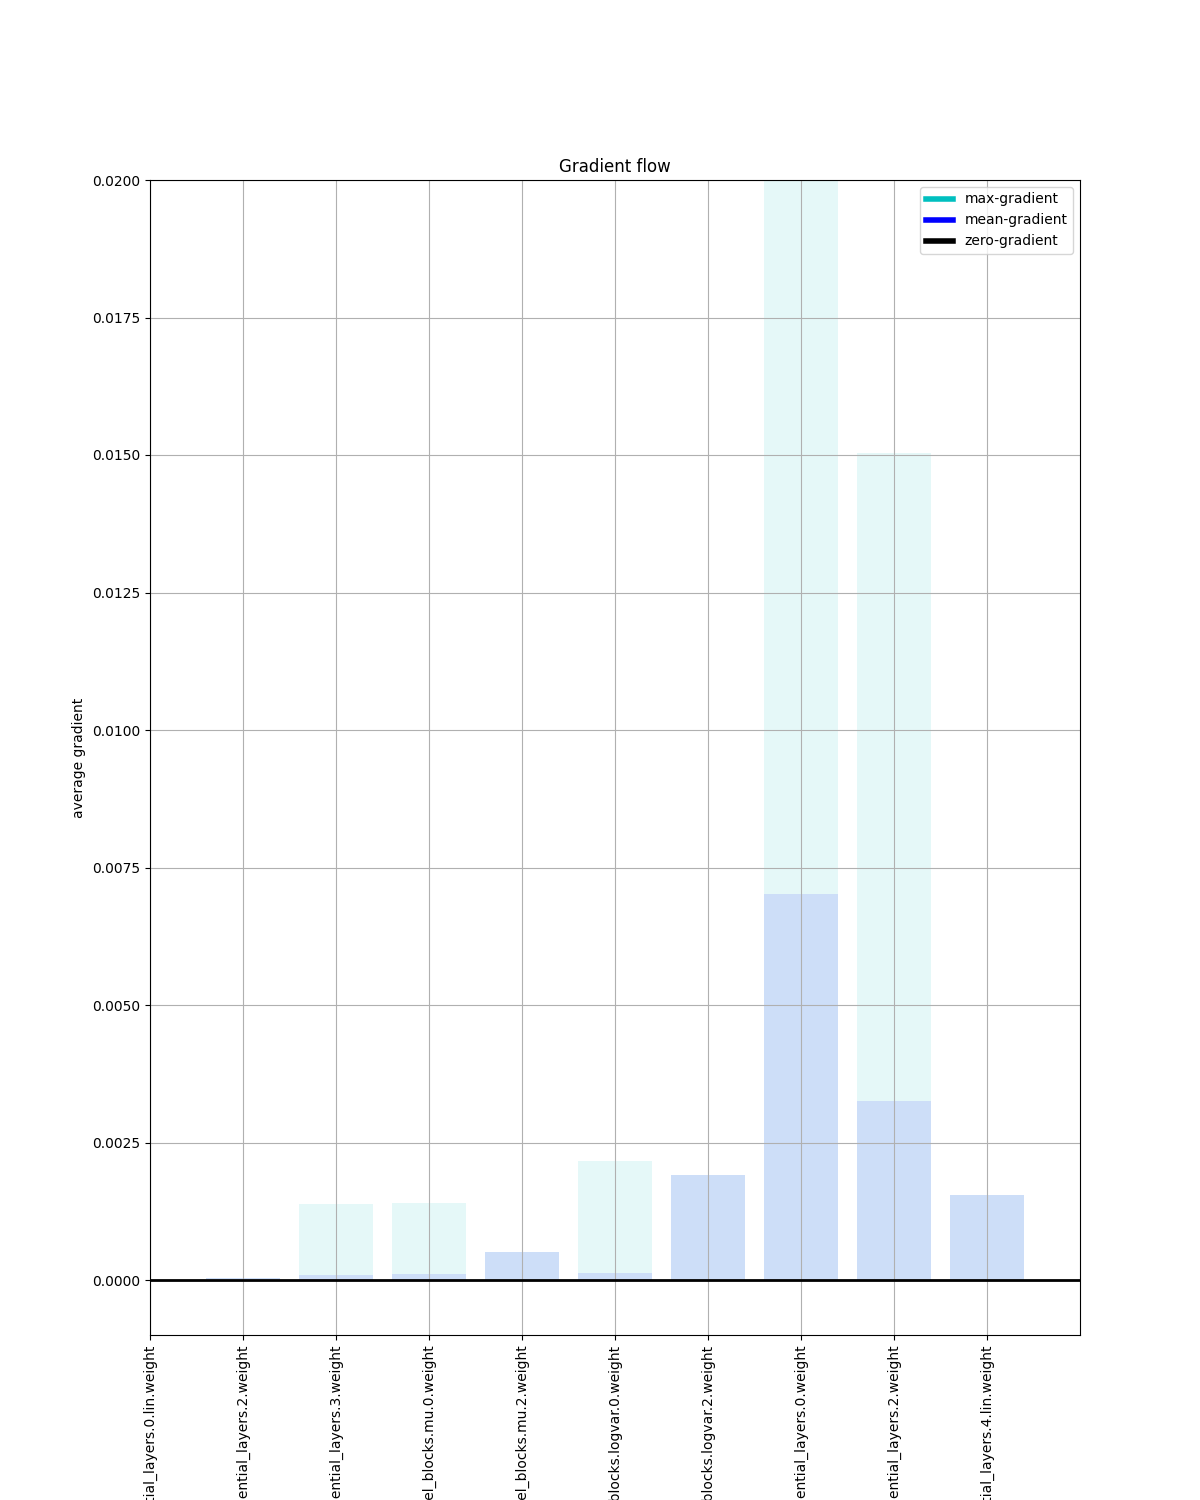 Gradient flow
max-gradient
mean-gradient
zero-gradient
0.0200
0.0175
0.0150
0.0125
0.0100
0.0075
0.0050
0.0025
0.0000
average gradient
tial_layers.0.lin.weight
ential_layers.2.weight
ential_layers.3.weight
el_blocks.mu.0.weight
el_blocks.mu.2.weight
blocks.logvar.0.weight
blocks.logvar.2.weight
ential_layers.0.weight
ential_layers.2.weight
tial_layers.4.lin.weight